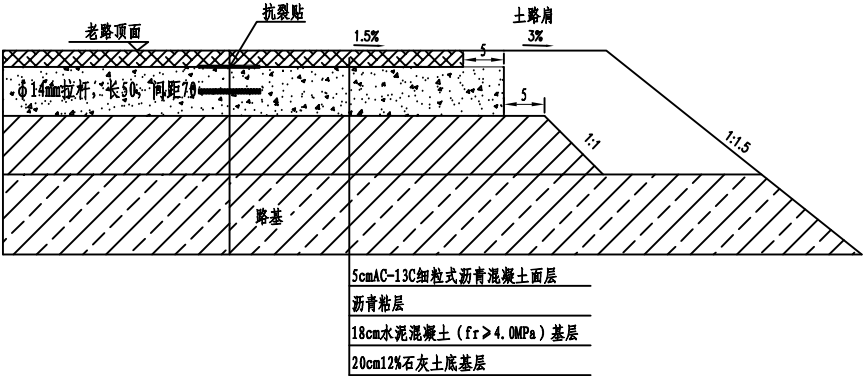 抗裂贴
土路肩
老路顶面
1.5%
3%
5
ф14mm拉杆，长50，间距70
5
1:1
1:1.5
路基
5cmAC-13C细粒式沥青混凝土面层
沥青粘层
18cm水泥混凝土（fr≥4.0MPa）基层
20cm12%石灰土底基层